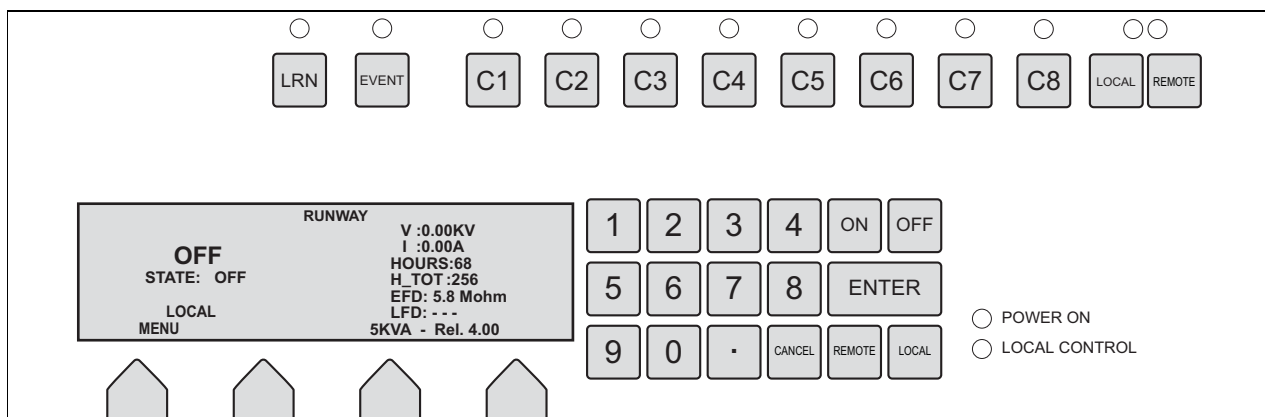 LRN EVENT C1 C2 C3 C4 C5 C6 C7 C8 LOCAL REMOTE
RUNWAY
OFF
STATE: OFF
LOCAL
MENU
V :0.00KV
I :0.00A
HOURS:68
H_TOT :256
EFD: 5.8 Mohm
LFD: - - -
5KVA - Rel. 4.00
1 2 3 4 ON OFF
5 6 7 8 ENTER
9 0 . CANCEL REMOTE LOCAL
POWER ON
LOCAL CONTROL